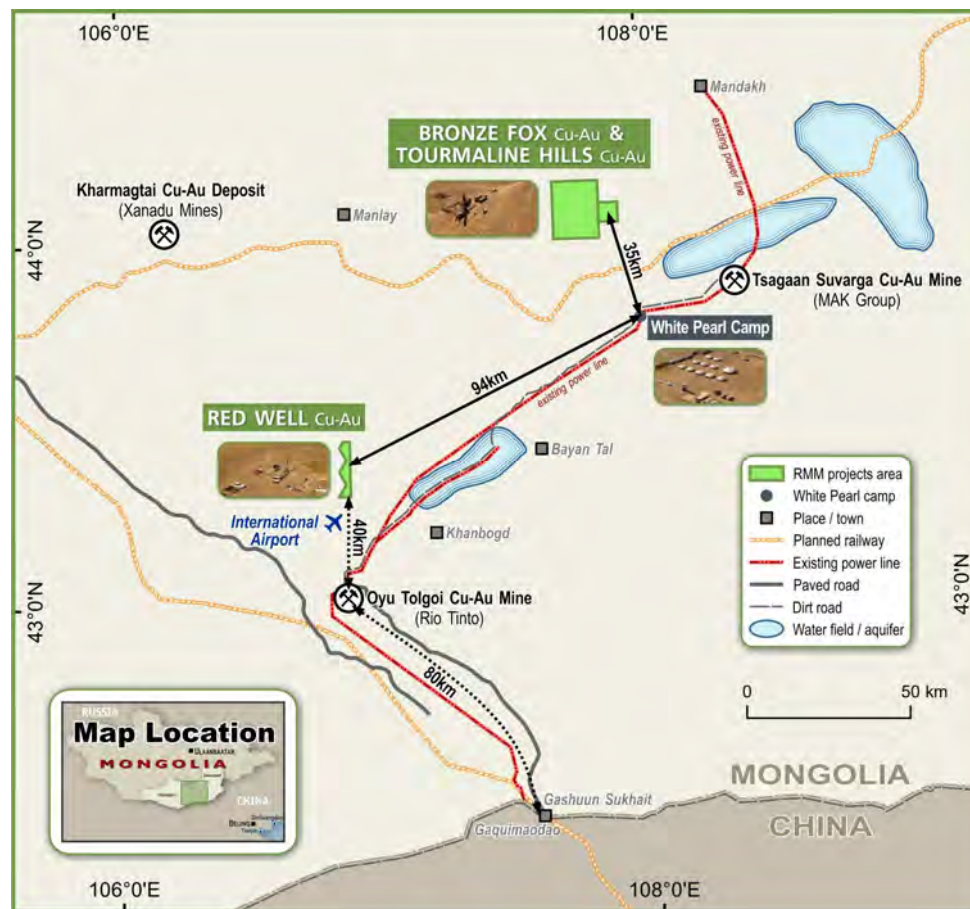 106°0'E
108°0'E
Mandakh
BRONZE FOX Cu-Au &
TOURMALINE HILLS Cu-Au
existing power line
Kharmagtai Cu-Au Deposit
(Xanadu Mines)
Manlay
44°0'N
44°0'N
35km
Tsagaan Suvarga Cu-Au Mine
(MAK Group)
White Pearl Camp
94km
existing power line
RED WELL Cu-Au
Bayan Tal
International
Airport
40km
Khanbogd
RMM projects area
White Pearl camp
Place / town
Planned railway
Existing power line
Paved road
Dirt road
Water field / aquifer
43°0'N
43°0'N
Oyu Tolgoi Cu-Au Mine
(Rio Tinto)
80km
0 50 km
RUSSIA
Map Location
ULAANBAATAR
MONGOLIA
CHINA
BEIJING
MONGOLIA
CHINA
Gashuun Sukhait
Gaquimaodao
106°0'E
108°0'E